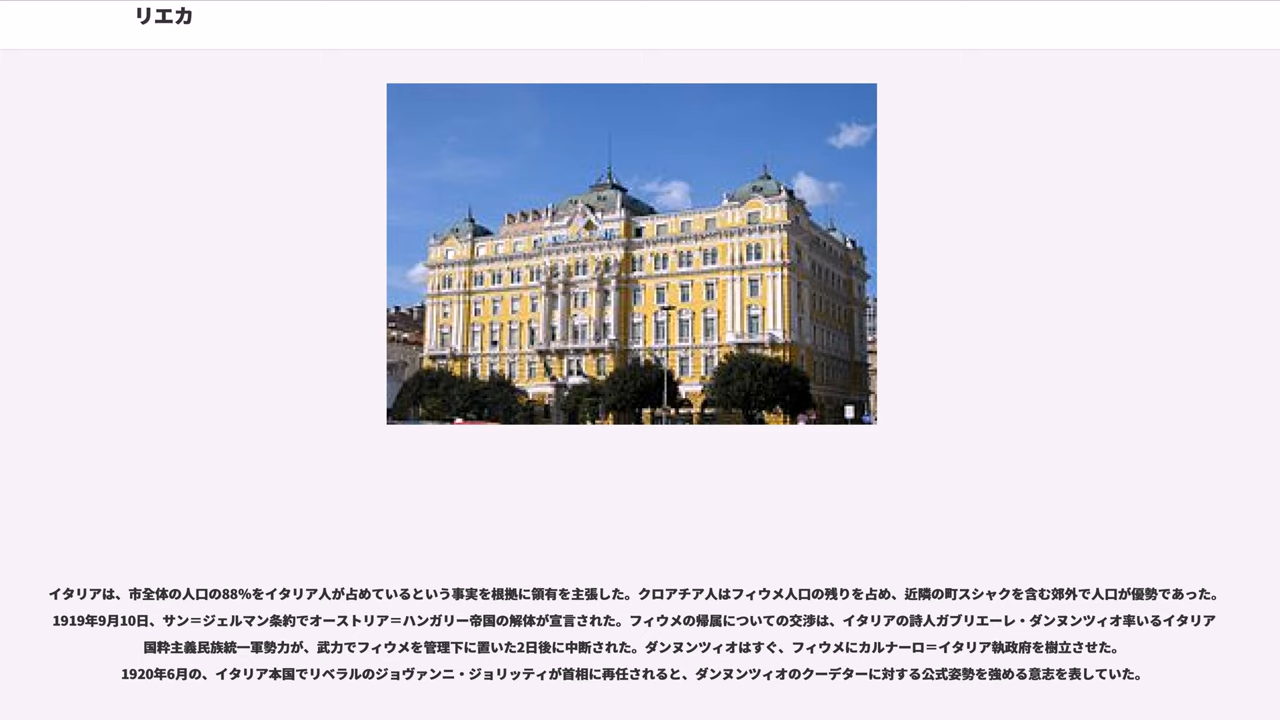 リエカ
イタリアは、市全体の人口の88%をイタリア人が占めているという事実を根拠に領有を主張した。クロアチア人はフィウメ人口の残りを占め、近隣の町スシャクを含む郊外で人口が優勢であった。
1919年9月10日、サン＝ジェルマン条約でオーストリア＝ハンガリー帝国の解体が宣言された。フィウメの帰属についての交渉は、イタリアの詩人ガブリエーレ・ダンヌンツィオ率いるイタリア
国粋主義民族統一軍勢力が、武力でフィウメを管理下に置いた2日後に中断された。ダンヌンツィオはすぐ、フィウメにカルナーロ＝イタリア執政府を樹立させた。
1920年6月の、イタリア本国でリベラルのジョヴァンニ・ジョリッティが首相に再任されると、ダンヌンツィオのクーデターに対する公式姿勢を強める意志を表していた。